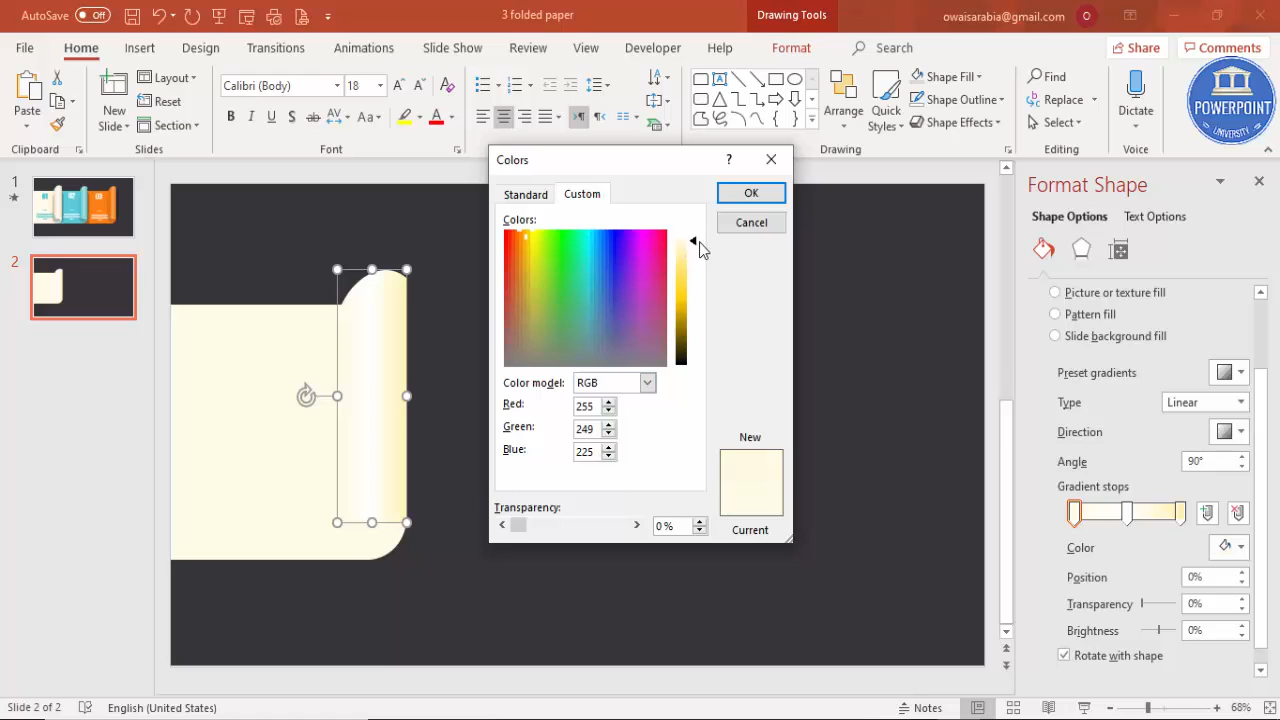 AutoSave Off
3 folded paper
Drawing Tools
owaisarabia@gmail.com
O
File Home Insert Design Transitions Animations Slide Show Review View Developer Help Format Search
Share Comments
Paste
Clipboard
New Slide
Layout
Reset
Section
Slides
Calibri (Body) 18
B I U S ab AV Aa A
Font
Arrange
Quick Styles
Shape Fill
Shape Outline
Shape Effects
Drawing
Find
Replace
Select
Editing
Dictate
Voice
POWERPOINT
UNIVERSITY
1
2
Colors
?
Standard Custom
OK
Cancel
Colors:
Color model: RGB
Red: 255
Green: 249
Blue: 225
New
Current
Transparency:
0 %
Format Shape
Shape Options Text Options
Picture or texture fill
Pattern fill
Slide background fill
Preset gradients
Type Linear
Direction
Angle 90°
Gradient stops
Color
Position 0%
Transparency 0%
Brightness 0%
Rotate with shape
Slide 2 of 2 English (United States)
Notes
68%